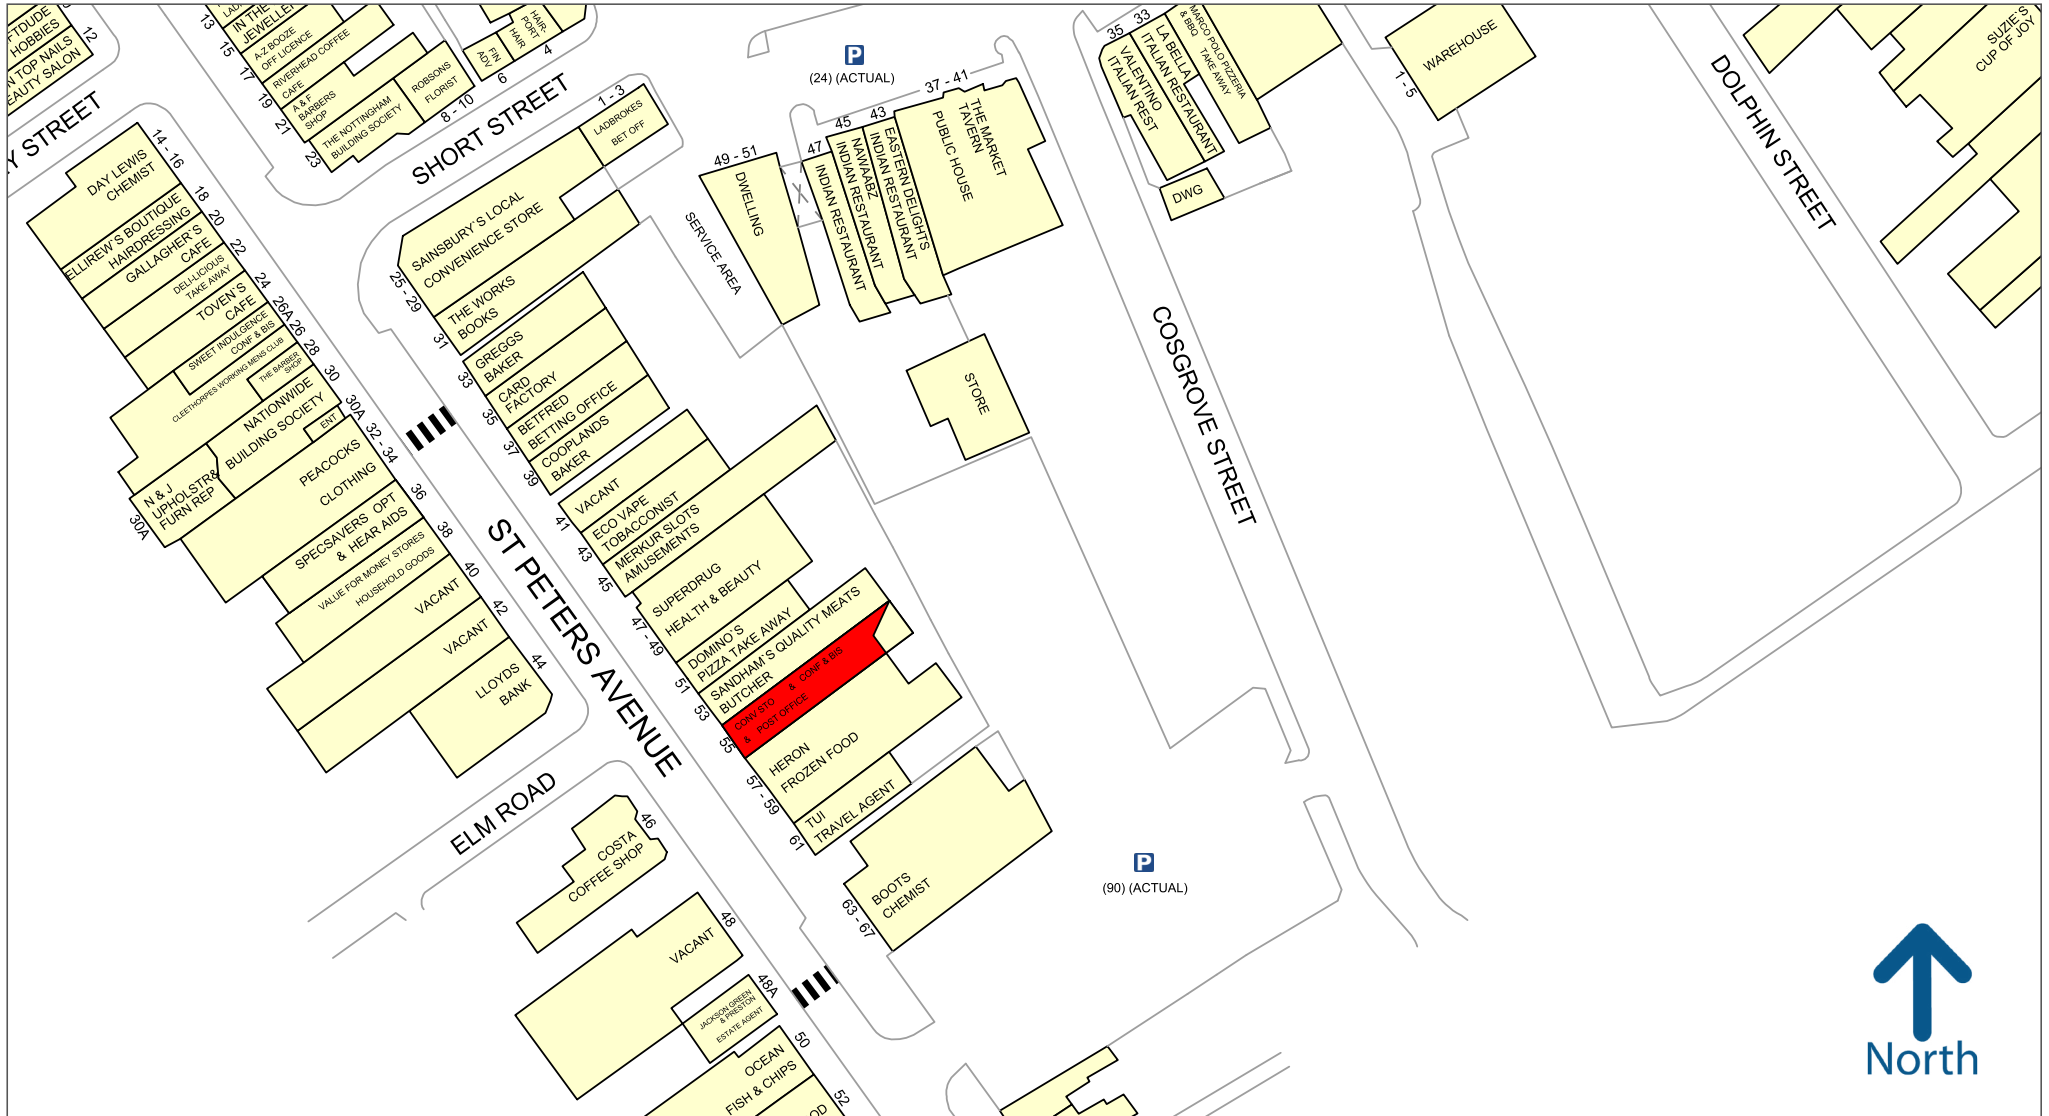 FTDUDE
HOBBIES
N TOP NAILS
EAUTY SALON
12
Y STREET
13
15
17
19
21
23
IN THE
JEWELLE
A-Z BOOZE
OFF LICENCE
RIVERHEAD COFFEE
CAFE
A & F
BARBERS
SHOP
THE NOTTINGHAM
BUILDING SOCIETY
ROBSONS
FLORIST
8 - 10
FIN
ADV
6
HAIR-
PORT
HAIR
4
SHORT STREET
1 - 3
LADBROKES
BET OFF
SAINSBURY`S LOCAL
CONVENIENCE STORE
25 - 29
THE WORKS
BOOKS
31
GREGGS
BAKER
33
CARD
FACTORY
35
BETFRED
BETTING OFFICE
37
COOPLANDS
BAKER
39
VACANT
41
ECO VAPE
TOBACCONIST
43
MERKUR SLOTS
AMUSEMENTS
45
SUPERDRUG
HEALTH & BEAUTY
47 - 49
DOMINO`S
PIZZA TAKE AWAY
51
SANDHAM`S QUALITY MEATS
BUTCHER
53
CONV STO & CONF & BIS
& POST OFFICE
55
HERON
FROZEN FOOD
57 - 59
TUI
TRAVEL AGENT
61
BOOTS
CHEMIST
63 - 67
ST PETERS AVENUE
14 - 16
DAY LEWIS
CHEMIST
18
ELLIREW'S BOUTIQUE
HAIRDRESSING
20
GALLAGHER`S
CAFE
22
DELI-LICIOUS
TAKE AWAY
24
TOVEN`S
CAFE
26A
SWEET INDULGENCE
CONF & BIS
26
CLEETHORPES WORKING MENS CLUB
28
THE BARBER
SHOP
30
NATIONWIDE
BUILDING SOCIETY
30A
ENT
N & J
UPHOLSTR&
FURN REP
30A
32 - 34
PEACOCKS
CLOTHING
36
SPECSAVERS OPT
& HEAR AIDS
38
VALUE FOR MONEY STORES
HOUSEHOLD GOODS
40
VACANT
42
VACANT
44
LLOYDS
BANK
ELM ROAD
46
COSTA
COFFEE SHOP
48
VACANT
48A
JACKSON GREEN
& PRESTON
ESTATE AGENT
50
OCEAN
FISH & CHIPS
52
OD
P
(24) (ACTUAL)
49 - 51
DWELLING
SERVICE AREA
47
INDIAN RESTAURANT
45
NAWAABZ
INDIAN RESTAURANT
43
EASTERN DELIGHTS
INDIAN RESTAURANT
37 - 41
THE MARKET
TAVERN
PUBLIC HOUSE
STORE
35
VALENTINO
ITALIAN REST
33
LA BELLA
ITALIAN RESTAURANT
MARCO POLO PIZZERIA
& BBQ TAKE AWAY
DWG
COSGROVE STREET
WAREHOUSE
1 - 5
DOLPHIN STREET
SUZIE`S
CUP OF JOY
P
(90) (ACTUAL)
North